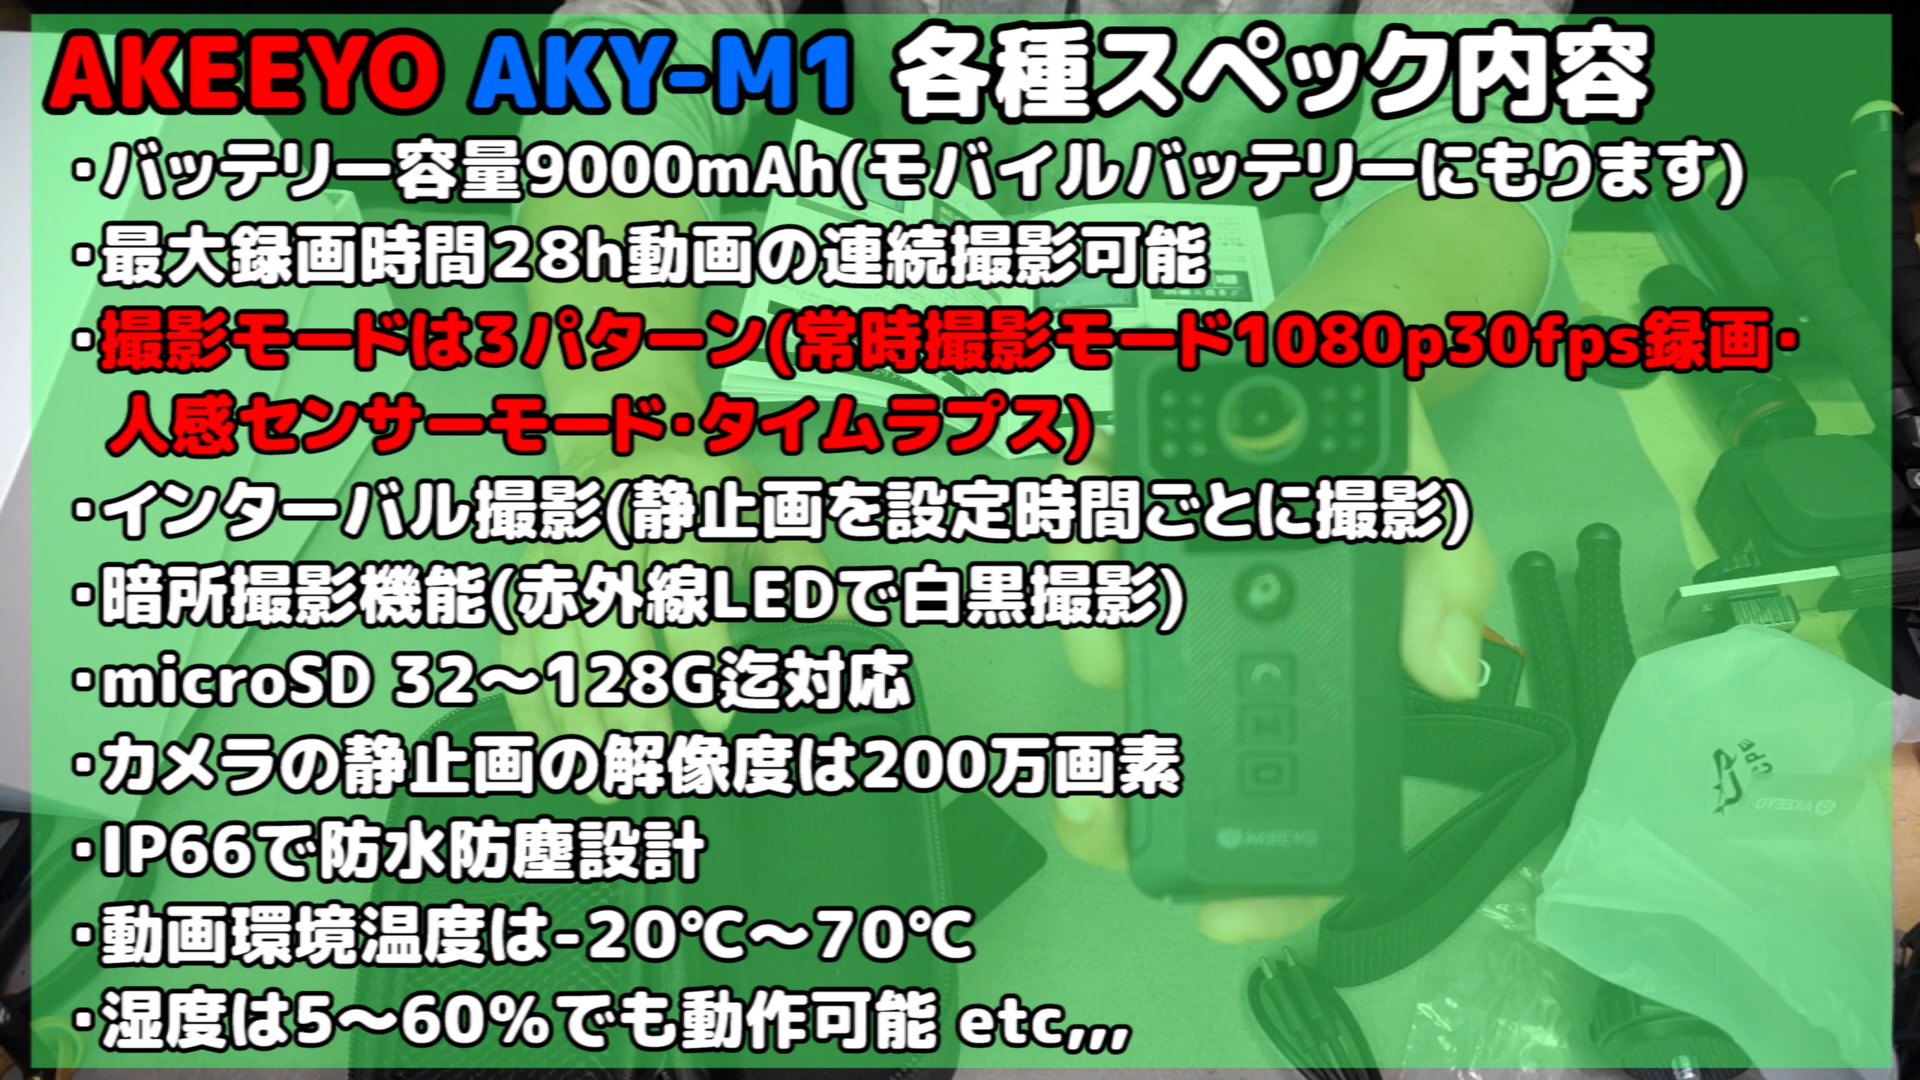 AKEEYO AKY-M1 各種スペック内容
・バッテリー容量9000mAh(モバイルバッテリーにもります)
・最大録画時間28h動画の連続撮影可能
・撮影モードは3パターン(常時撮影モード1080p30fps録画・
人感センサーモード・タイムラプス)
・インターバル撮影(静止画を設定時間ごとに撮影)
・暗所撮影機能(赤外線LEDで白黒撮影)
・microSD 32〜128G迄対応
・カメラの静止画の解像度は200万画素
・IP66で防水防塵設計
・動画環境温度は-20℃〜70℃
・湿度は5〜60%でも動作可能 etc,,,
AKEEYO
CPE
AKEEYO